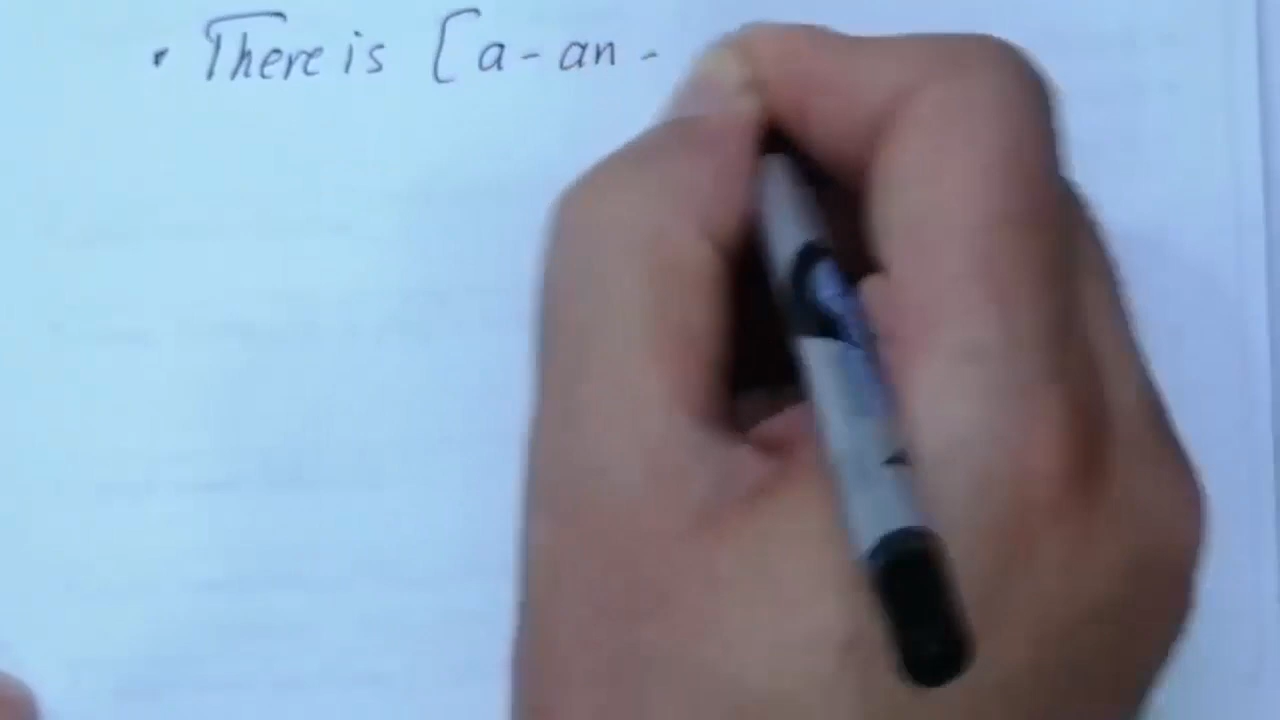 • There is [a - an -